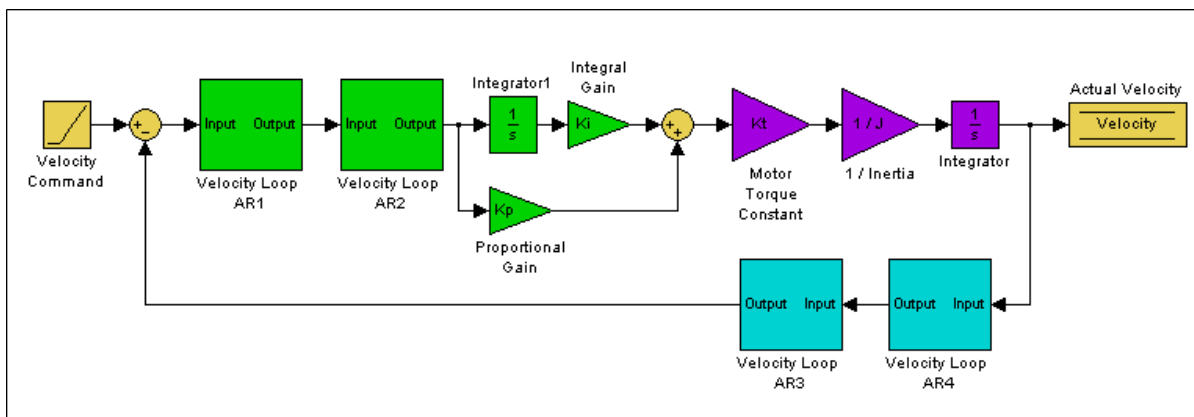 Velocity
Command
+
−
Input Output
Velocity Loop
AR1
Input Output
Velocity Loop
AR2
Integrator1
1
s
Integral
Gain
Ki
Kp
Proportional
Gain
+
+
Kt
Motor
Torque
Constant
1 / J
1 / Inertia
1
s
Integrator
Actual Velocity
Velocity
Output Input
Velocity Loop
AR3
Output Input
Velocity Loop
AR4